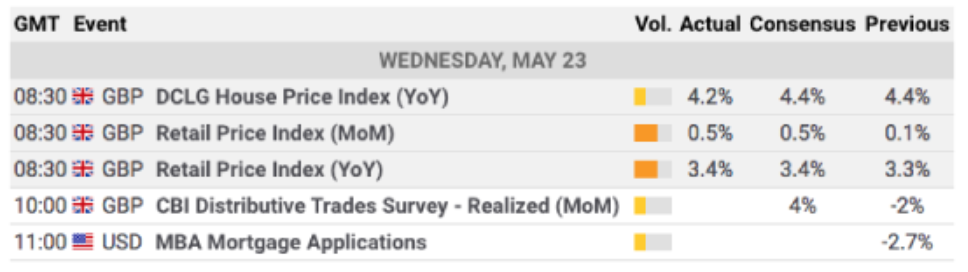 GMT Event Vol. Actual Consensus Previous
WEDNESDAY, MAY 23
08:30 GBP DCLG House Price Index (YoY) 4.2% 4.4% 4.4%
08:30 GBP Retail Price Index (MoM) 0.5% 0.5% 0.1%
08:30 GBP Retail Price Index (YoY) 3.4% 3.4% 3.3%
10:00 GBP CBI Distributive Trades Survey - Realized (MoM) 4% -2%
11:00 USD MBA Mortgage Applications -2.7%